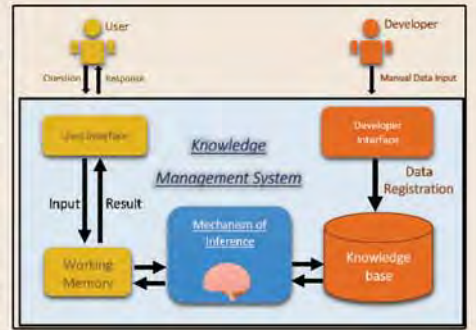 User
Developer
Question
Response
Manual Data Input
User Interface
Knowledge
Management System
Developer
Interface
Data
Registration
Input
Result
Mechanism of
Inference
Working
Memory
Knowledge
base